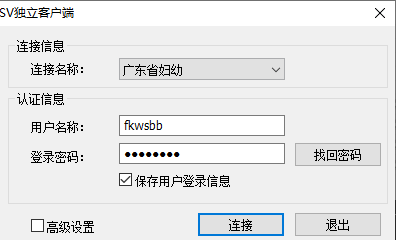 SV独立客户端
连接信息
连接名称: 广东省妇幼
认证信息
用户名称: fkwsbb
登录密码: ●●●●●●●● 找回密码
保存用户登录信息
高级设置 连接 退出